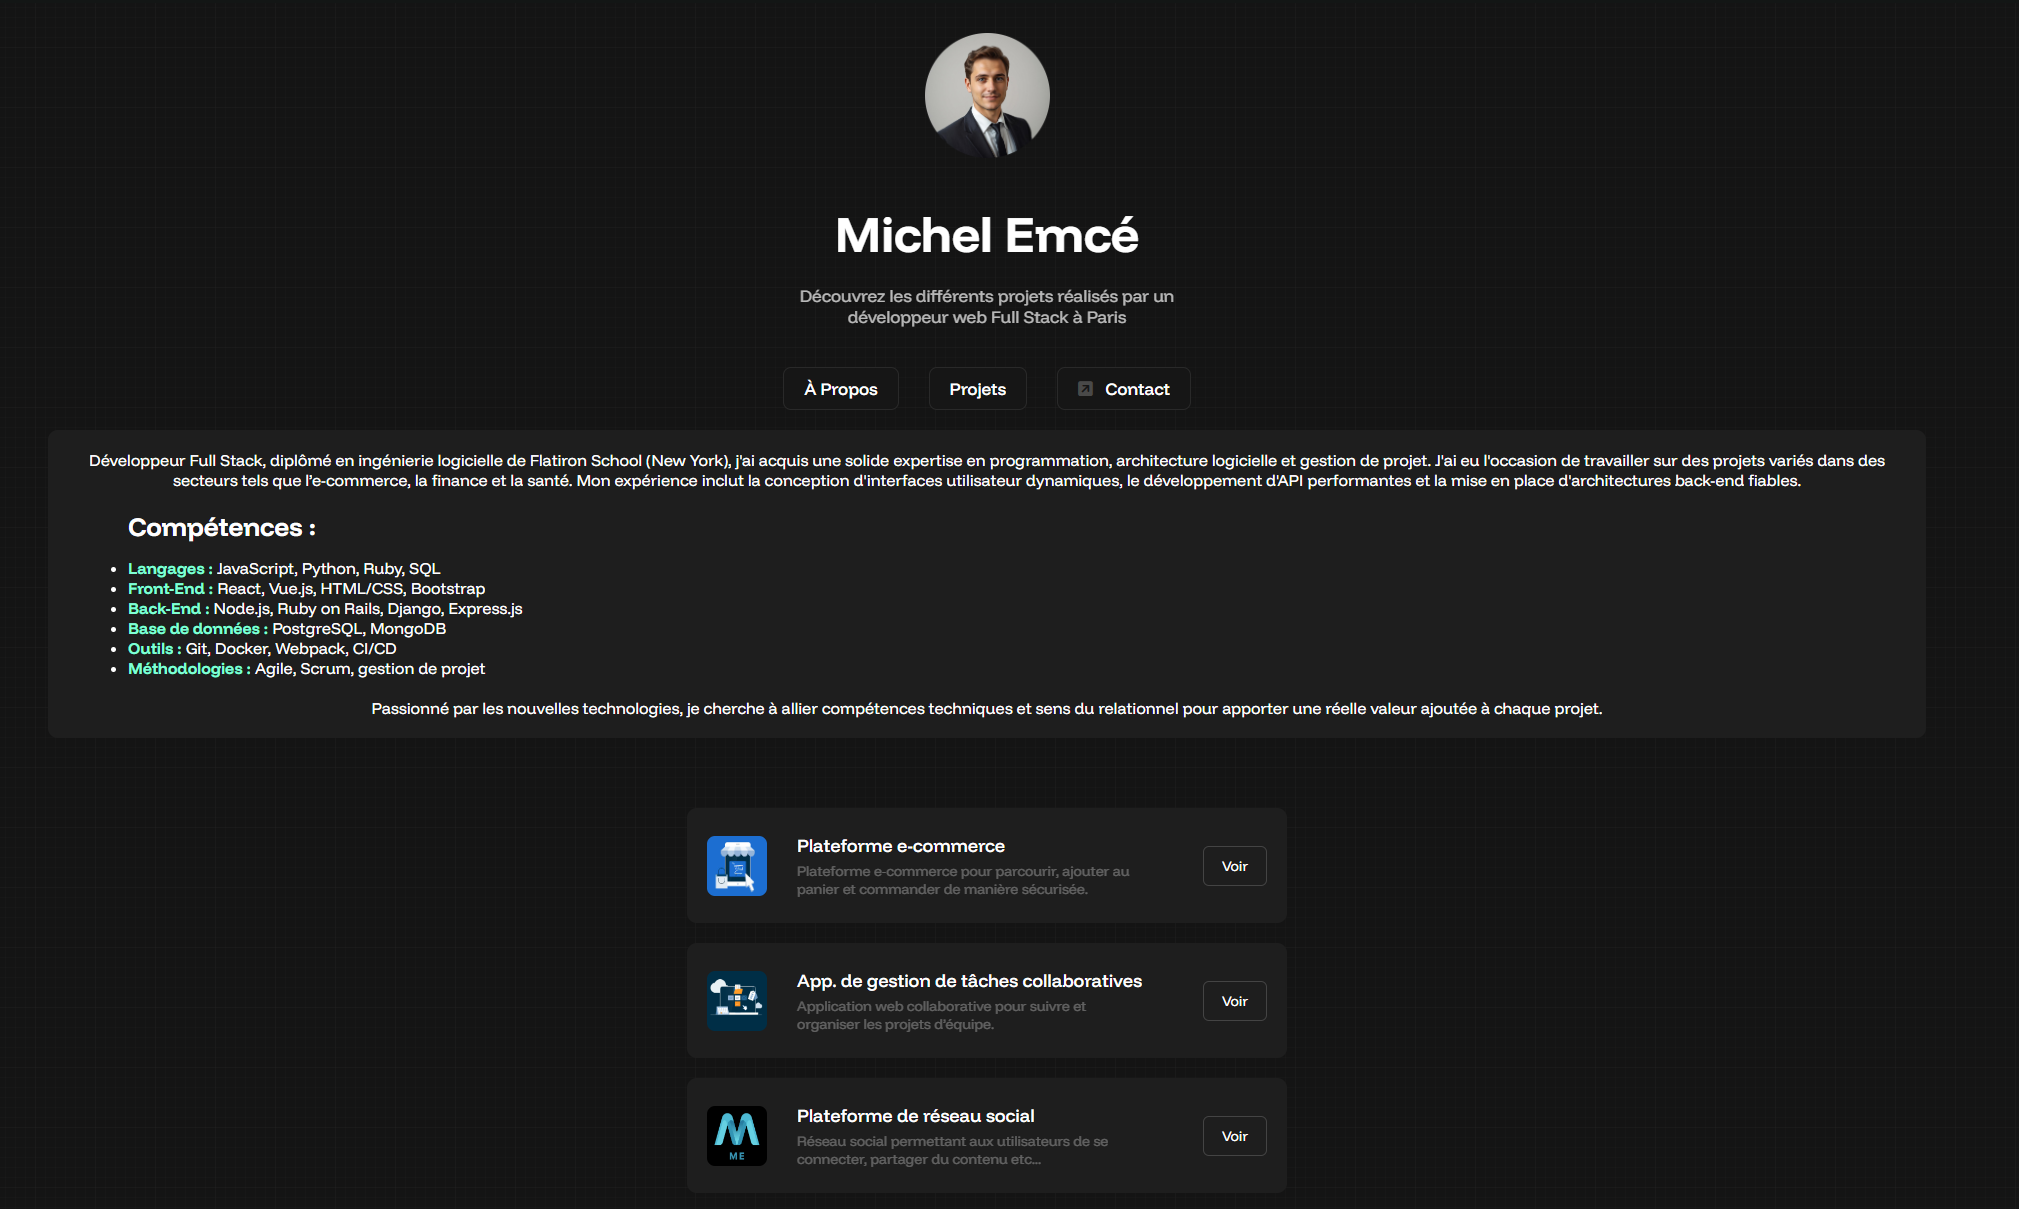 Michel Emcé
Découvrez les différents projets réalisés par un
développeur web Full Stack à Paris
À Propos
Projets
Contact
Développeur Full Stack, diplômé en ingénierie logicielle de Flatiron School (New York), j'ai acquis une solide expertise en programmation, architecture logicielle et gestion de projet. J'ai eu l'occasion de travailler sur des projets variés dans des
secteurs tels que l’e-commerce, la finance et la santé. Mon expérience inclut la conception d'interfaces utilisateur dynamiques, le développement d'API performantes et la mise en place d'architectures back-end fiables.
Compétences :
• Langages : JavaScript, Python, Ruby, SQL
• Front-End : React, Vue.js, HTML/CSS, Bootstrap
• Back-End : Node.js, Ruby on Rails, Django, Express.js
• Base de données : PostgreSQL, MongoDB
• Outils : Git, Docker, Webpack, CI/CD
• Méthodologies : Agile, Scrum, gestion de projet
Passionné par les nouvelles technologies, je cherche à allier compétences techniques et sens du relationnel pour apporter une réelle valeur ajoutée à chaque projet.
Plateforme e-commerce
Plateforme e-commerce pour parcourir, ajouter au
panier et commander de manière sécurisée.
Voir
App. de gestion de tâches collaboratives
Application web collaborative pour suivre et
organiser les projets d'équipe.
Voir
M
ME
Plateforme de réseau social
Réseau social permettant aux utilisateurs de se
connecter, partager du contenu etc...
Voir